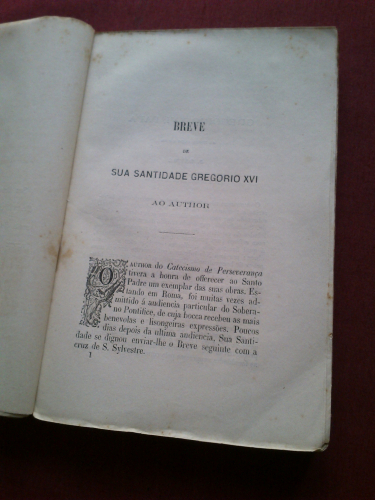 BREVE
DE
SUA SANTIDADE GREGORIO XVI
AO AUTHOR
O AUTHOR do Catecismo de Perseverança
tivera a honra de offerecer ao Santo
Padre um exemplar das suas obras. Es-
tando em Roma, foi muitas vezes ad-
mittido á audiencia particular do Sobera-
no Pontifice, de cuja bocca recebeu as mais
benevolas e lisongeiras expressões. Poucos
dias depois da ultima audiencia, Sua Santi-
dade se dignou enviar-lhe o Breve seguinte com a
cruz de S. Sylvestre.
1